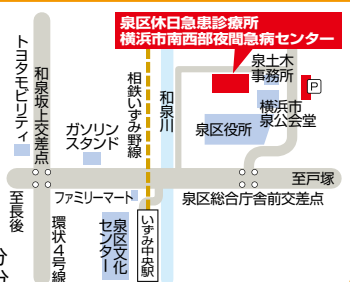 泉区休日急患診療所
横浜市南西部夜間急病センター
トヨタモビリティ
和泉坂上交差点
相鉄いずみ野線
和泉川
泉土木
事務所
P
ガソリン
スタンド
泉区役所
横浜市
泉公会堂
至戸塚
至長後
環状4号線
ファミリーマート
泉区文化
センター
いずみ中央駅
泉区総合庁舎前交差点
分